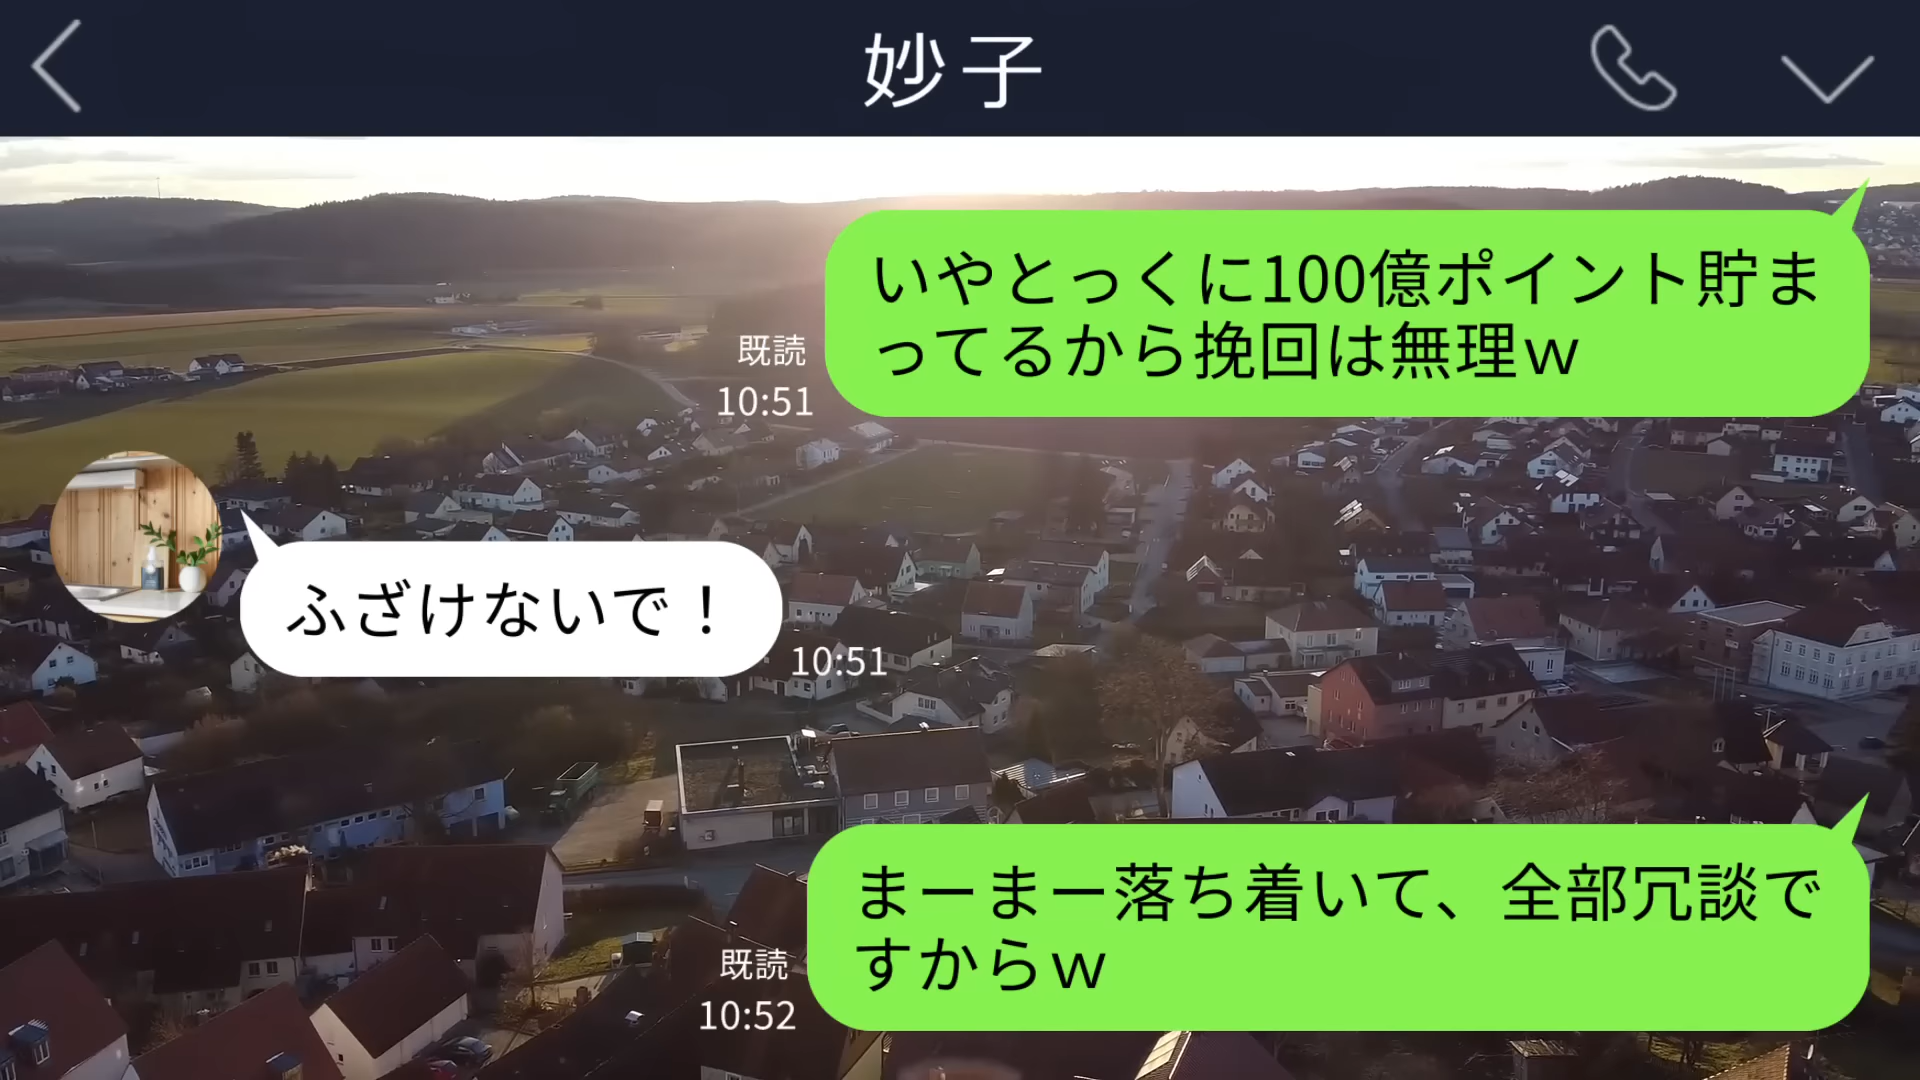 妙子
いやとっくに100億ポイント貯ま
ってるから挽回は無理ｗ
既読
10:51
ふざけないで！
10:51
まーまー落ち着いて、全部冗談で
すからｗ
既読
10:52